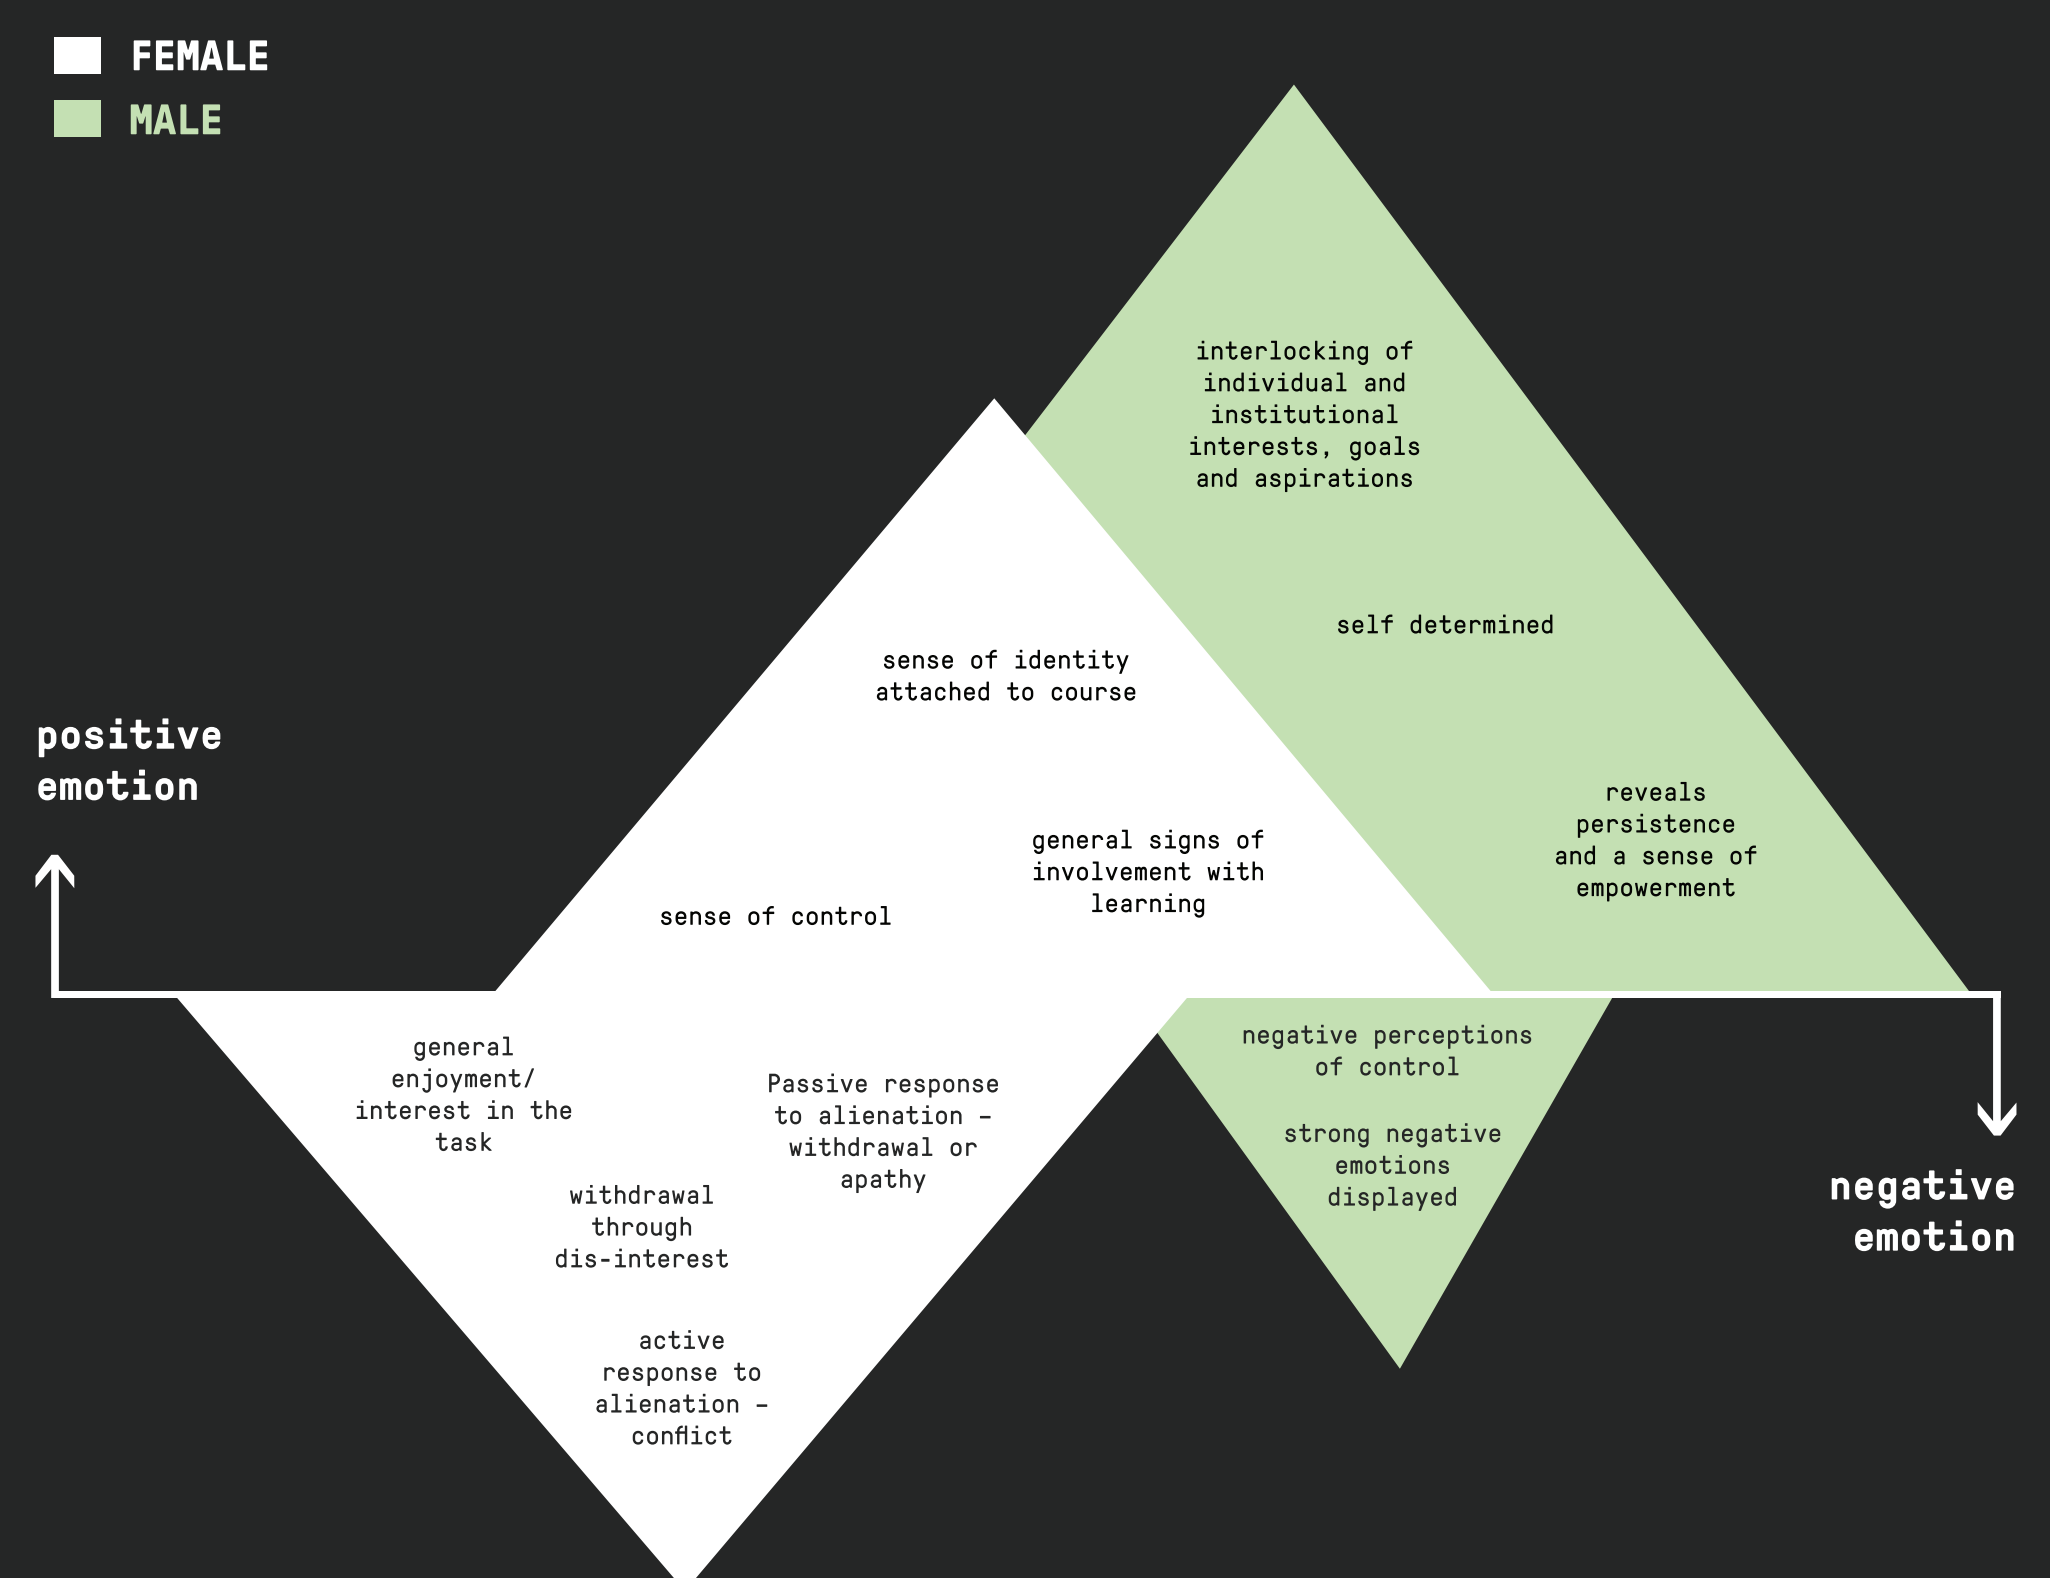 FEMALE
MALE
interlocking of
individual and
institutional
interests, goals
and aspirations
self determined
sense of identity
attached to course
positive
emotion
reveals
persistence
and a sense of
empowerment
general signs of
involvement with
learning
sense of control
general
enjoyment/
interest in the
task
Passive response
to alienation –
withdrawal or
apathy
negative perceptions
of control
strong negative
emotions
displayed
withdrawal
through
dis-interest
negative
emotion
active
response to
alienation –
conflict